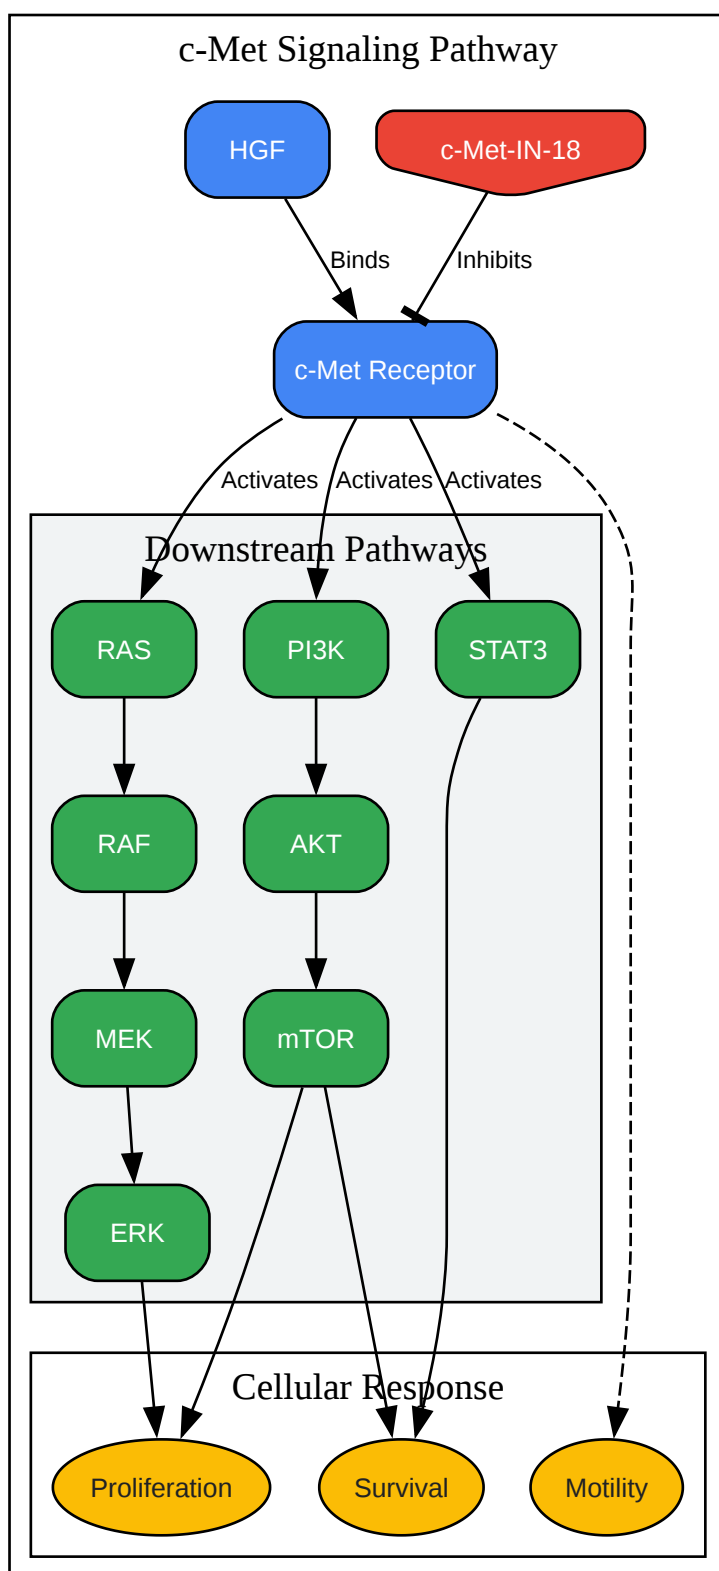 c-Met Signaling Pathway
HGF
c-Met-IN-18
Binds
Inhibits
c-Met Receptor
Activates
Activates
Activates
Downstream Pathways
RAS
PI3K
STAT3
RAF
AKT
MEK
mTOR
ERK
Cellular Response
Proliferation
Survival
Motility